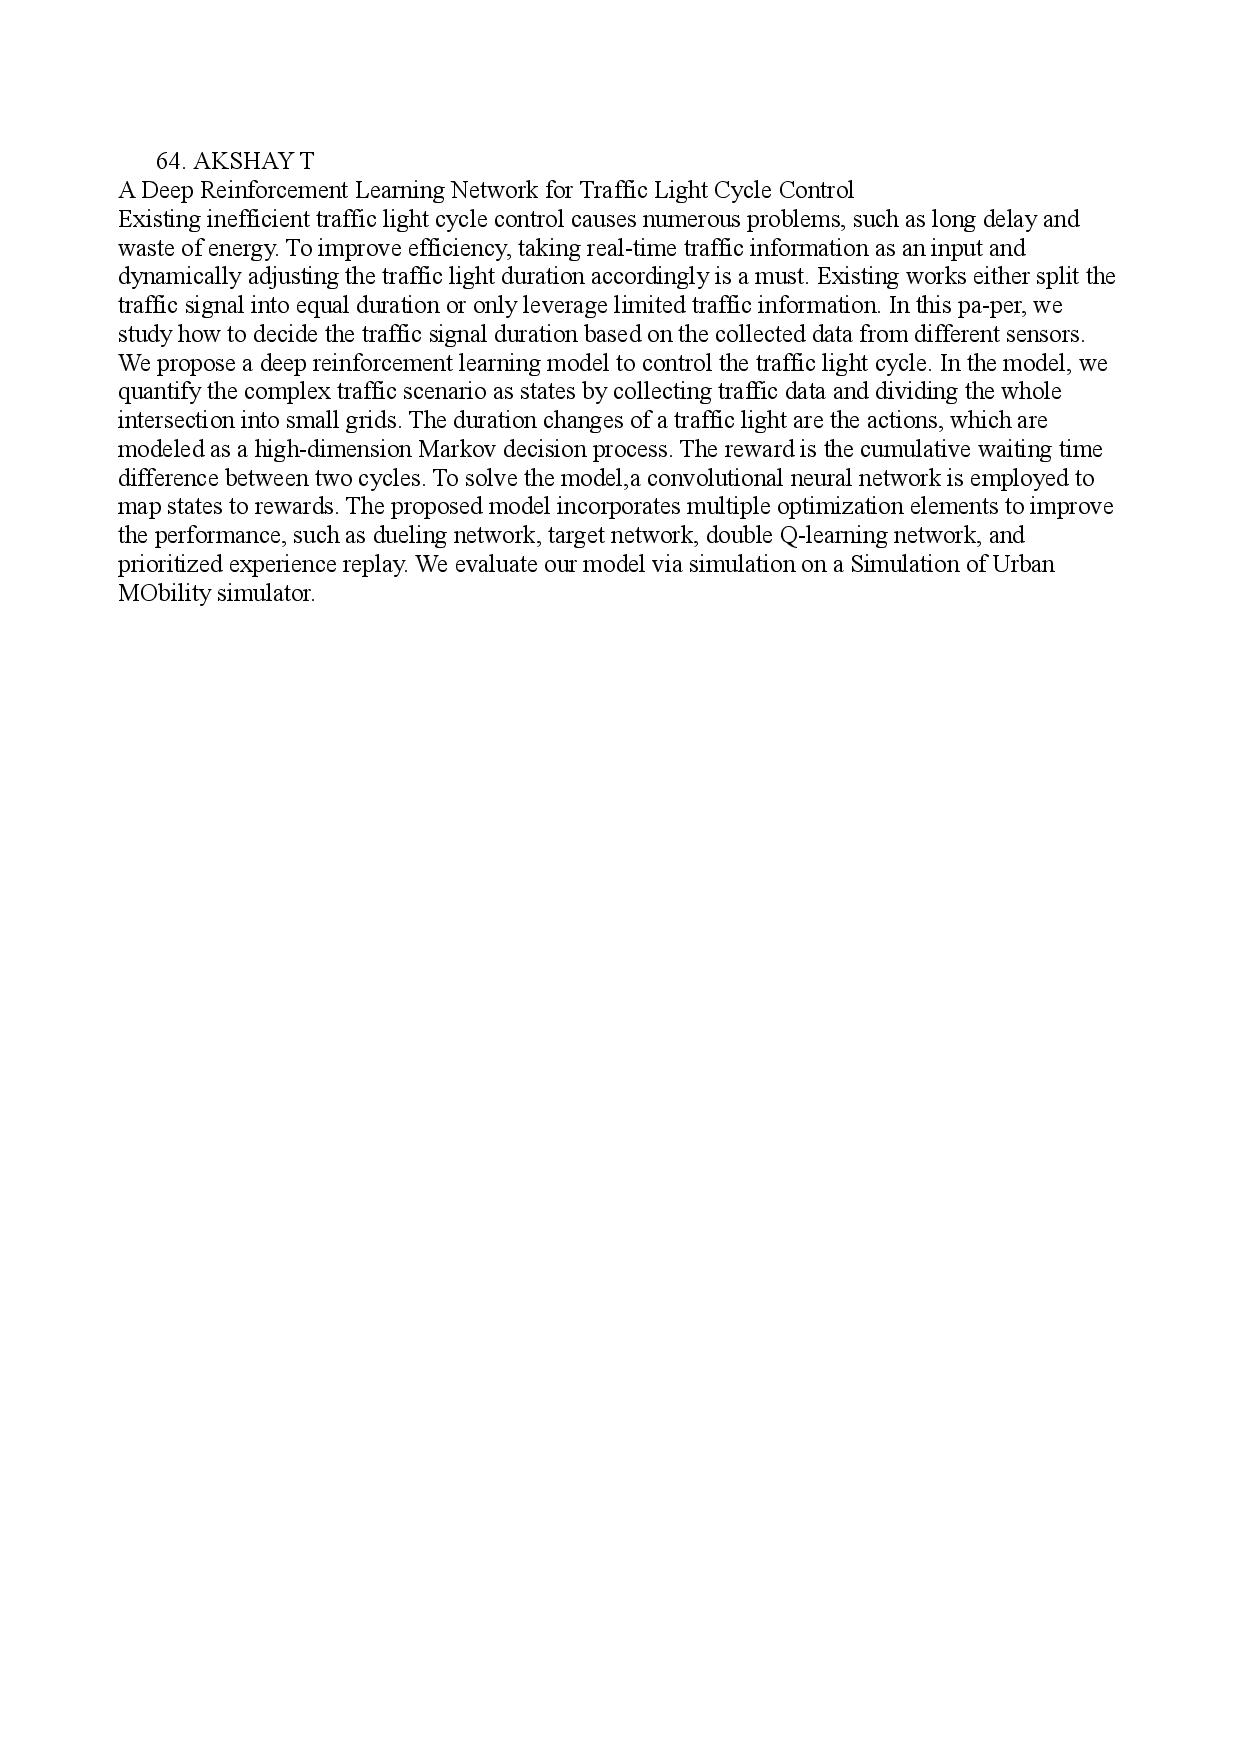 64. AKSHAY T
A Deep Reinforcement Learning Network for Traffic Light Cycle Control
Existing inefficient traffic light cycle control causes numerous problems, such as long delay and
waste of energy. To improve efficiency, taking real-time traffic information as an input and
dynamically adjusting the traffic light duration accordingly is a must. Existing works either split the
traffic signal into equal duration or only leverage limited traffic information. In this pa-per, we
study how to decide the traffic signal duration based on the collected data from different sensors.
We propose a deep reinforcement learning model to control the traffic light cycle. In the model, we
quantify the complex traffic scenario as states by collecting traffic data and dividing the whole
intersection into small grids. The duration changes of a traffic light are the actions, which are
modeled as a high-dimension Markov decision process. The reward is the cumulative waiting time
difference between two cycles. To solve the model,a convolutional neural network is employed to
map states to rewards. The proposed model incorporates multiple optimization elements to improve
the performance, such as dueling network, target network, double Q-learning network, and
prioritized experience replay. We evaluate our model via simulation on a Simulation of Urban
MObility simulator.